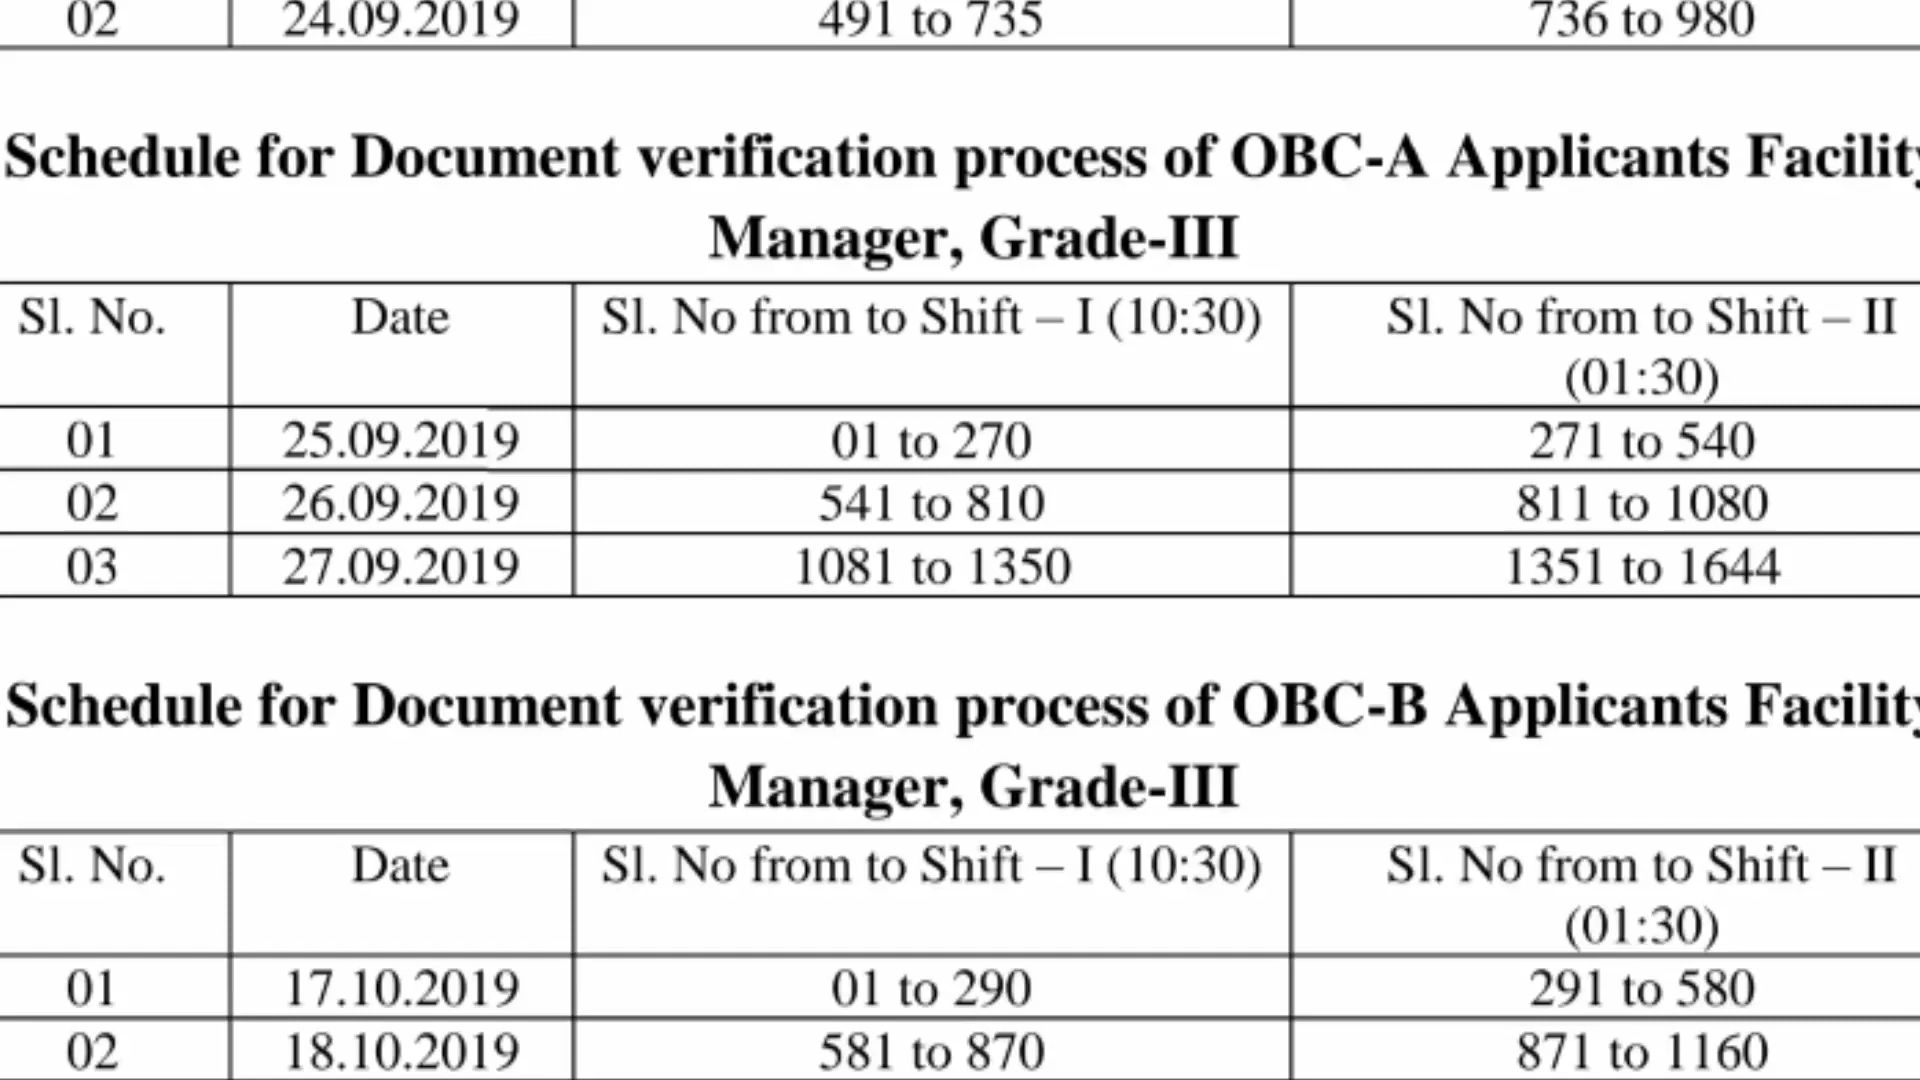 02 24.09.2019 491 to 735 736 to 980
Schedule for Document verification process of OBC-A Applicants Facility
Manager, Grade-III
Sl. No. Date Sl. No from to Shift – I (10:30) Sl. No from to Shift – II
(01:30)
01 25.09.2019 01 to 270 271 to 540
02 26.09.2019 541 to 810 811 to 1080
03 27.09.2019 1081 to 1350 1351 to 1644
Schedule for Document verification process of OBC-B Applicants Facility
Manager, Grade-III
Sl. No. Date Sl. No from to Shift – I (10:30) Sl. No from to Shift – II
(01:30)
01 17.10.2019 01 to 290 291 to 580
02 18.10.2019 581 to 870 871 to 1160